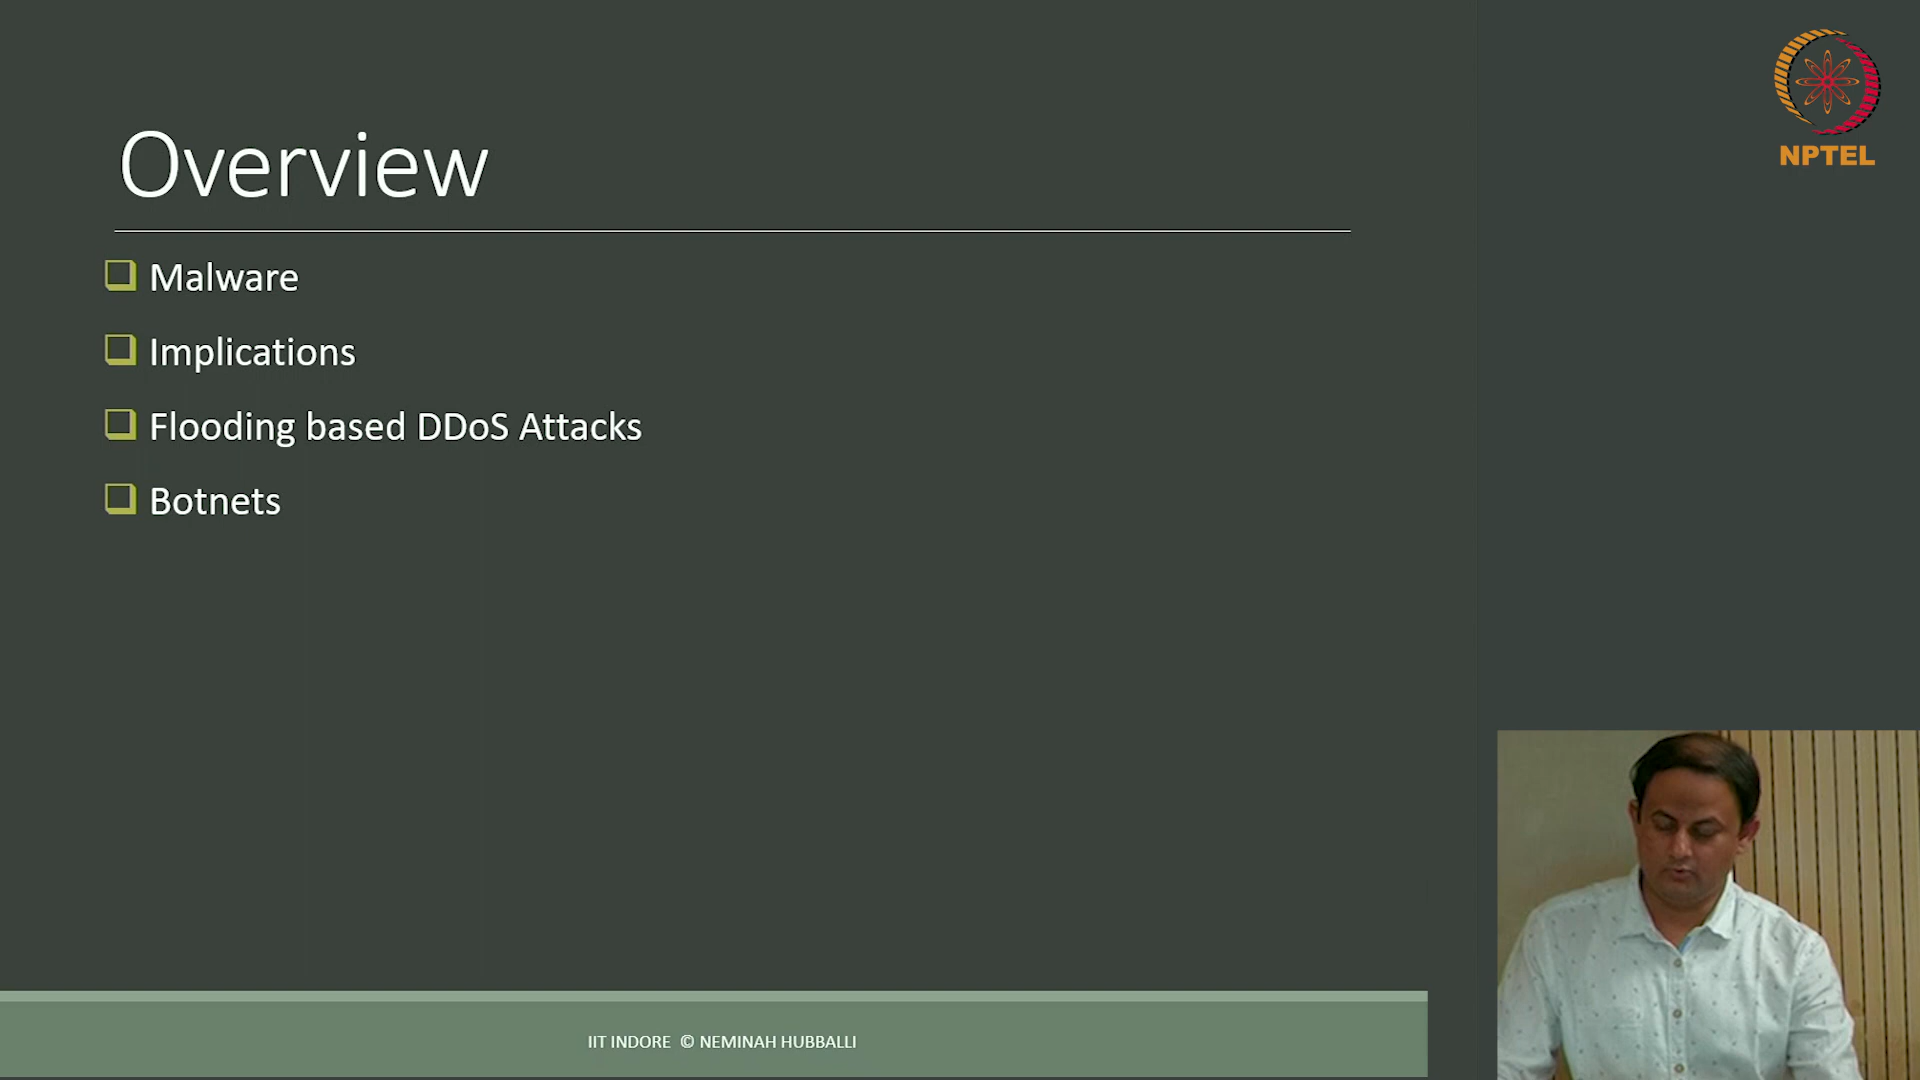 Overview
Malware
Implications
Flooding based DDoS Attacks
Botnets
NPTEL
IIT INDORE © NEMINAH HUBBALLI